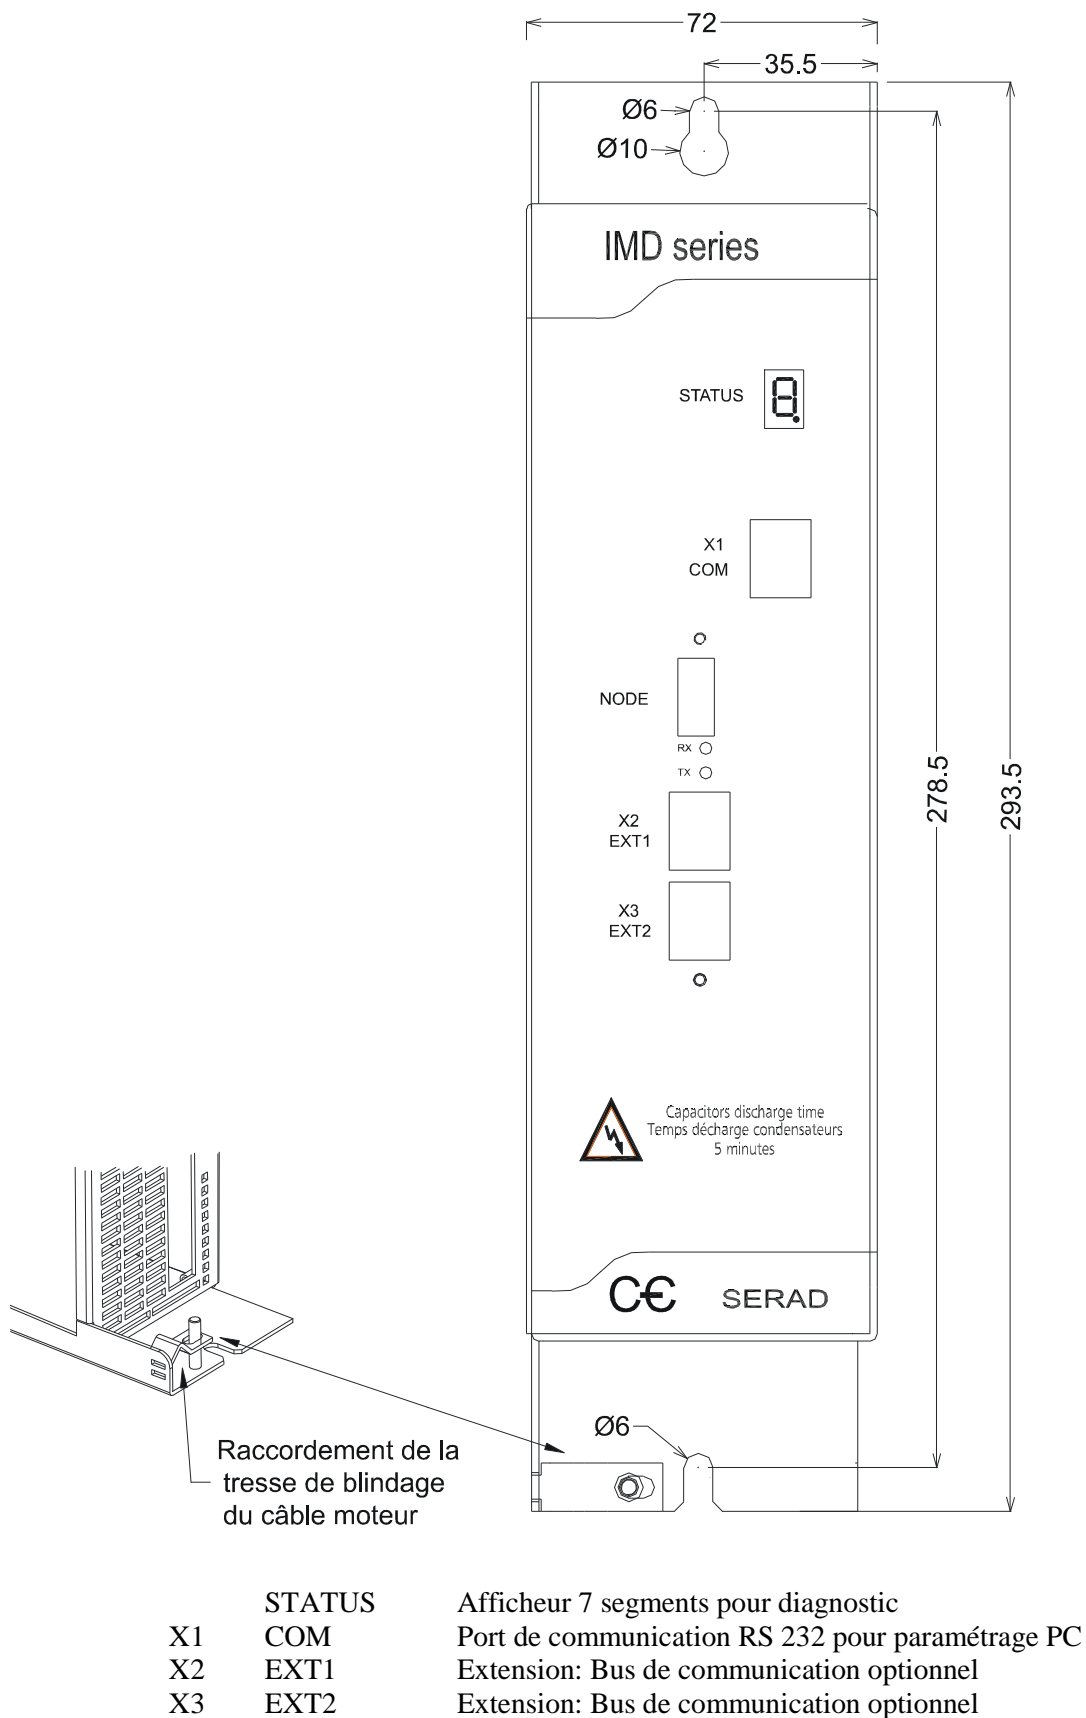 72
35.5
Ø6
Ø10
IMD series
STATUS
8.
X1
COM
NODE
RX
TX
278.5
293.5
X2
EXT1
X3
EXT2
Capacitors discharge time
Temps décharge condensateurs
5 minutes
CE SERAD
Ø6
Raccordement de la
tresse de blindage
du câble moteur
STATUS Afficheur 7 segments pour diagnostic
X1 COM Port de communication RS 232 pour paramétrage PC
X2 EXT1 Extension: Bus de communication optionnel
X3 EXT2 Extension: Bus de communication optionnel